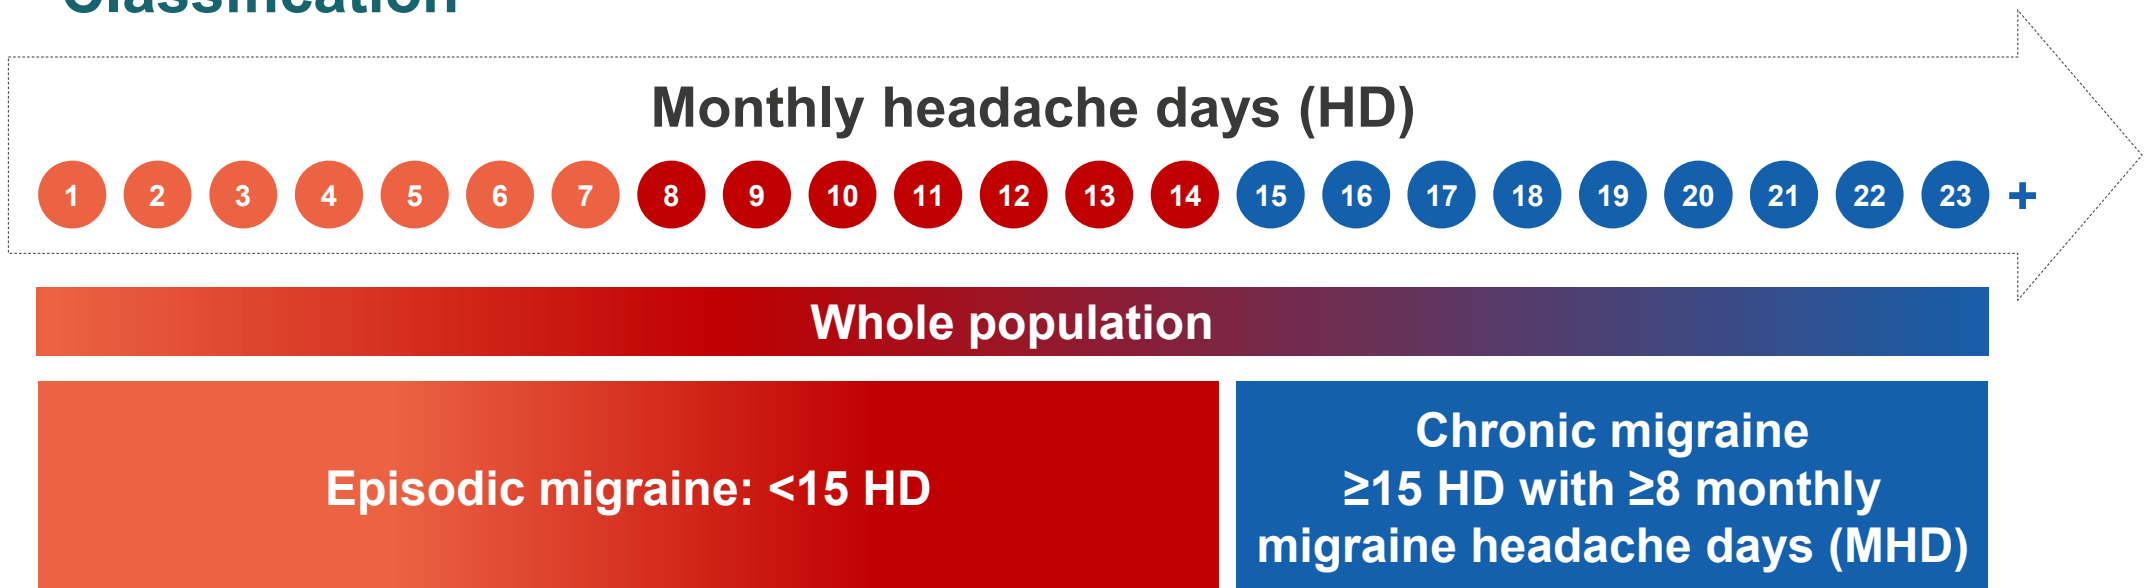 Classification
Monthly headache days (HD)
1 2 3 4 5 6 7 8 9 10 11 12 13 14 15 16 17 18 19 20 21 22 23 +
Whole population
Episodic migraine: <15 HD
Chronic migraine
≥15 HD with ≥8 monthly
migraine headache days (MHD)